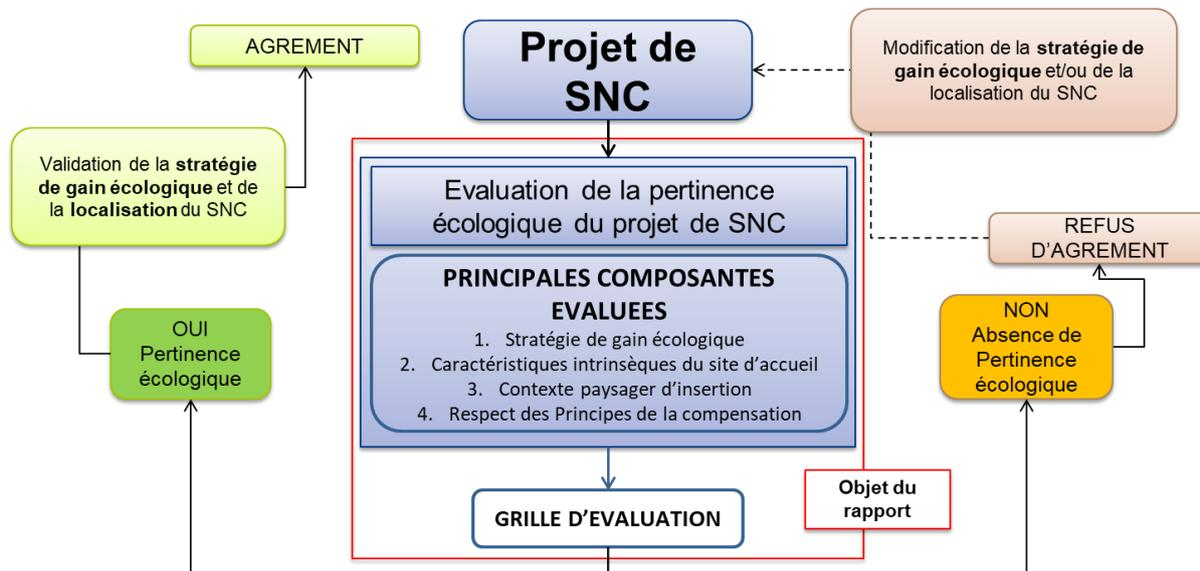 AGREMENT
Projet de
SNC
Modification de la stratégie de
gain écologique et/ou de la
localisation du SNC
Validation de la stratégie
de gain écologique et de
la localisation du SNC
Evaluation de la pertinence
écologique du projet de SNC
PRINCIPALES COMPOSANTES
EVALUEES
1. Stratégie de gain écologique
2. Caractéristiques intrinsèques du site d'accueil
3. Contexte paysager d'insertion
4. Respect des Principes de la compensation
REFUS
D'AGREMENT
OUI
Pertinence
écologique
NON
Absence de
Pertinence
écologique
Objet du
rapport
GRILLE D'EVALUATION